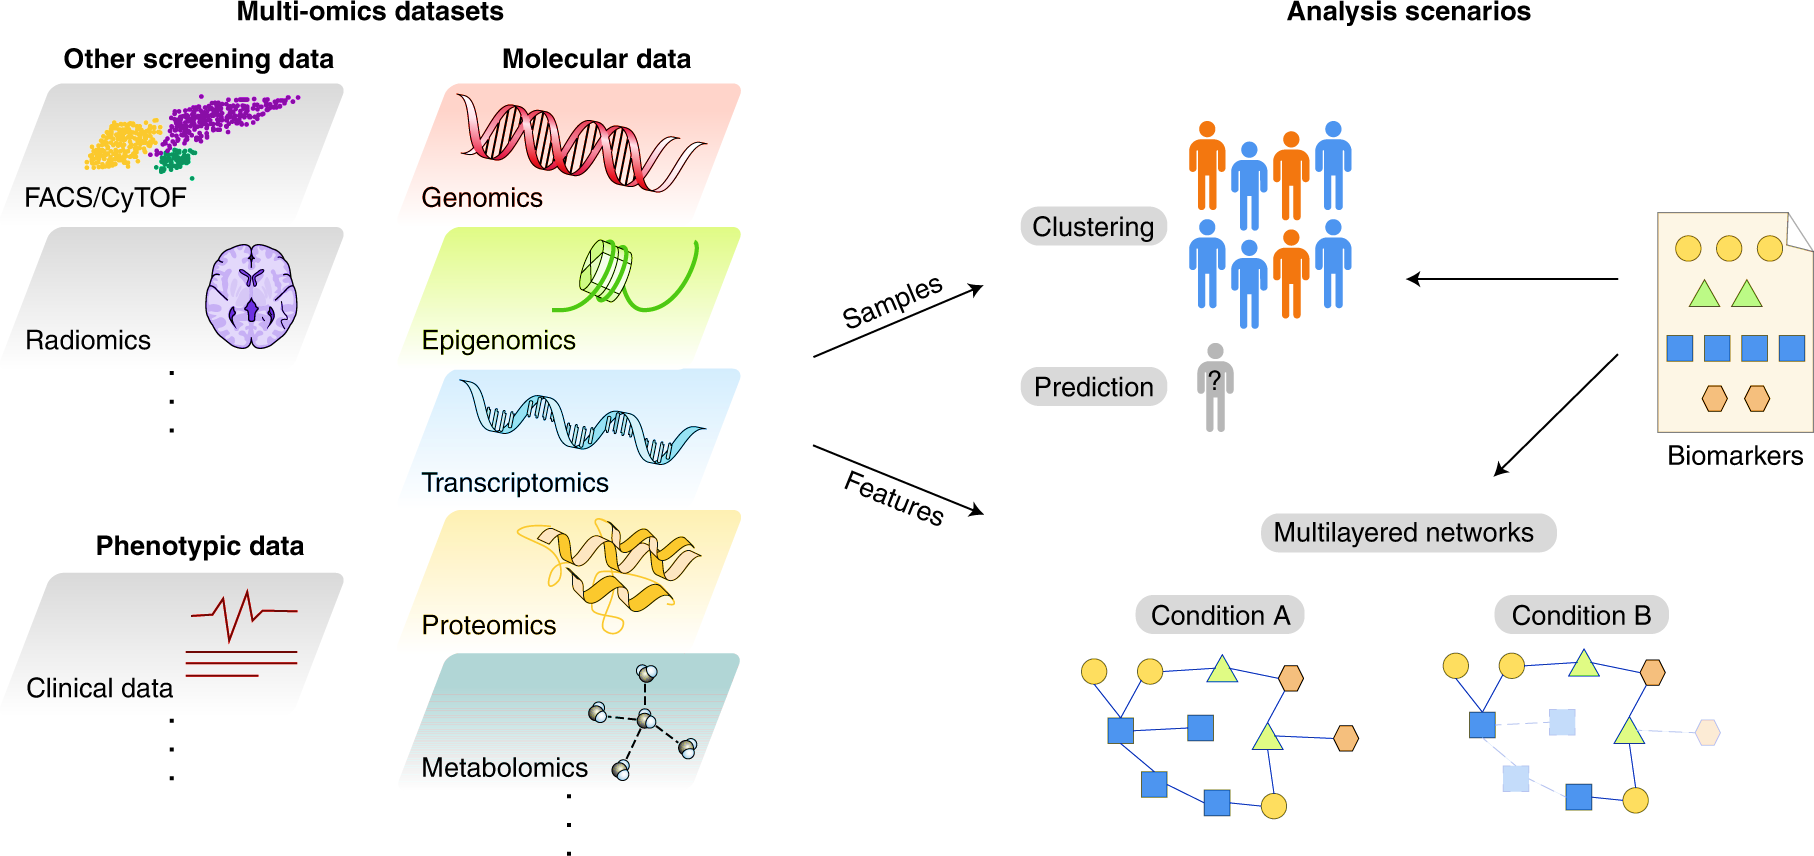 Multi-omics datasets
Analysis scenarios
Other screening data
Molecular data
FACS/CyTOF
Genomics
Radiomics
Epigenomics
Transcriptomics
Phenotypic data
Proteomics
Clinical data
Metabolomics
Samples
Features
Clustering
Prediction
?
Biomarkers
Multilayered networks
Condition A
Condition B